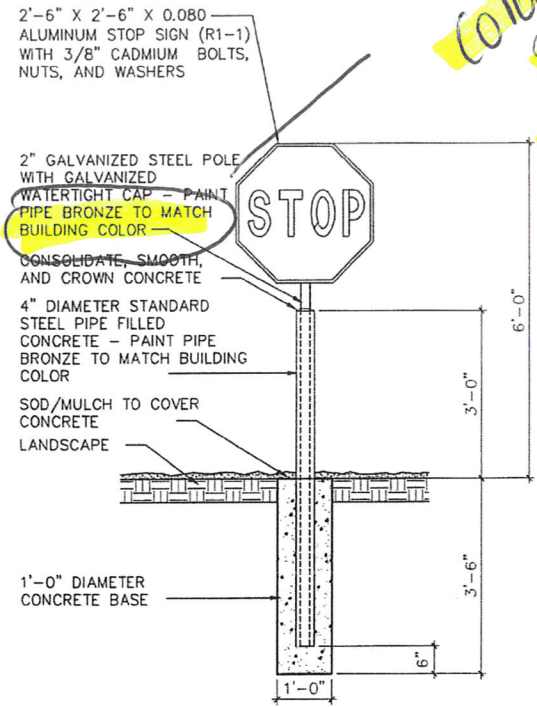 2'-6" X 2'-6" X 0.080
ALUMINUM STOP SIGN (R1-1)
WITH 3/8" CADMIUM BOLTS,
NUTS, AND WASHERS
2" GALVANIZED STEEL POLE
WITH GALVANIZED
WATERTIGHT CAP - PAINT
PIPE BRONZE TO MATCH
BUILDING COLOR
CONSOLIDATE, SMOOTH,
AND CROWN CONCRETE
4" DIAMETER STANDARD
STEEL PIPE FILLED
CONCRETE - PAINT PIPE
BRONZE TO MATCH BUILDING
COLOR
SOD/MULCH TO COVER
CONCRETE
LANDSCAPE
1'-0" DIAMETER
CONCRETE BASE
STOP
6'-0"
3'-0"
3'-6"
6"
1'-0"